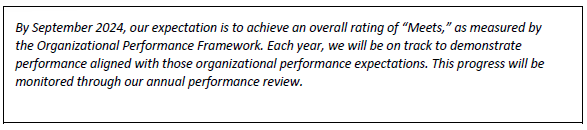 By September 2024, our expectation is to achieve an overall rating of “Meets,” as measured by
the Organizational Performance Framework. Each year, we will be on track to demonstrate
performance aligned with those organizational performance expectations. This progress will be
monitored through our annual performance review.